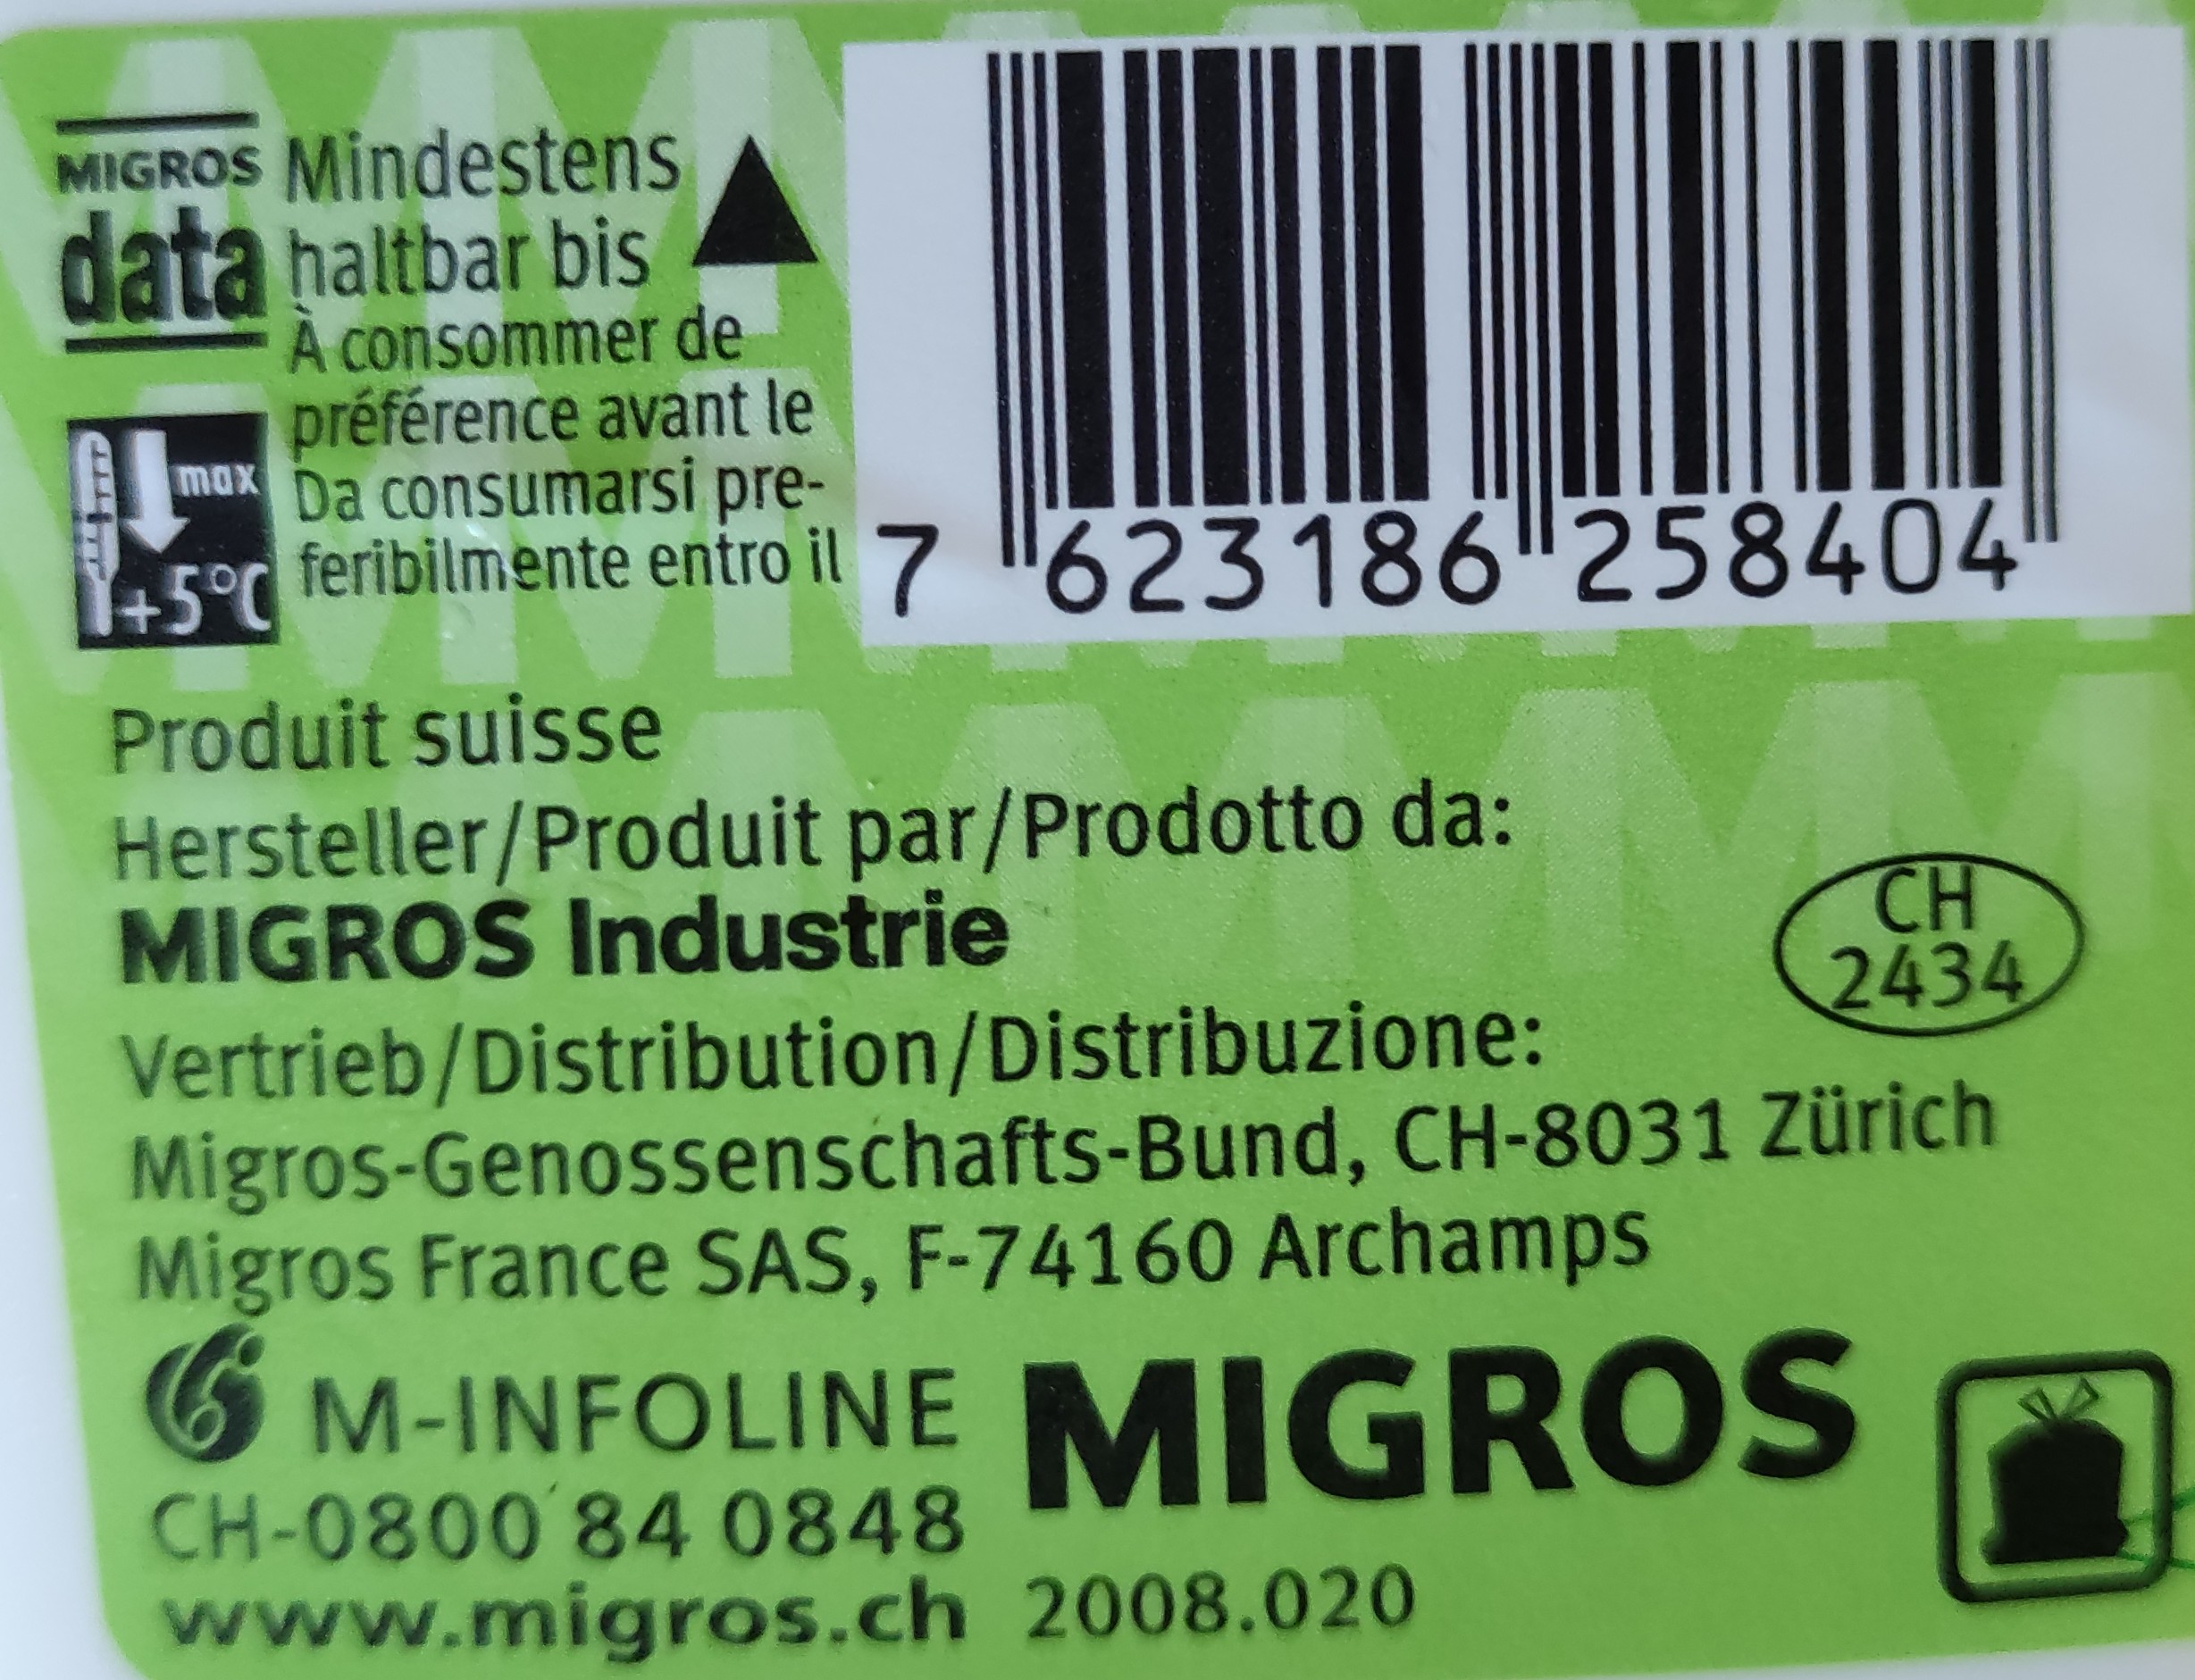 MIGROS
data
Mindestens
haltbar bis
À consommer de
préférence avant le
Da consumarsi pre-
feribilmente entro il
max
+5°C
7 623186 258404
Produit suisse
Hersteller/Produit par/Prodotto da:
MIGROS Industrie
CH
2434
Vertrieb/Distribution/Distribuzione:
Migros-Genossenschafts-Bund, CH-8031 Zürich
Migros France SAS, F-74160 Archamps
M-INFOLINE
CH-0800 84 0848
www.migros.ch
MIGROS
2008.020